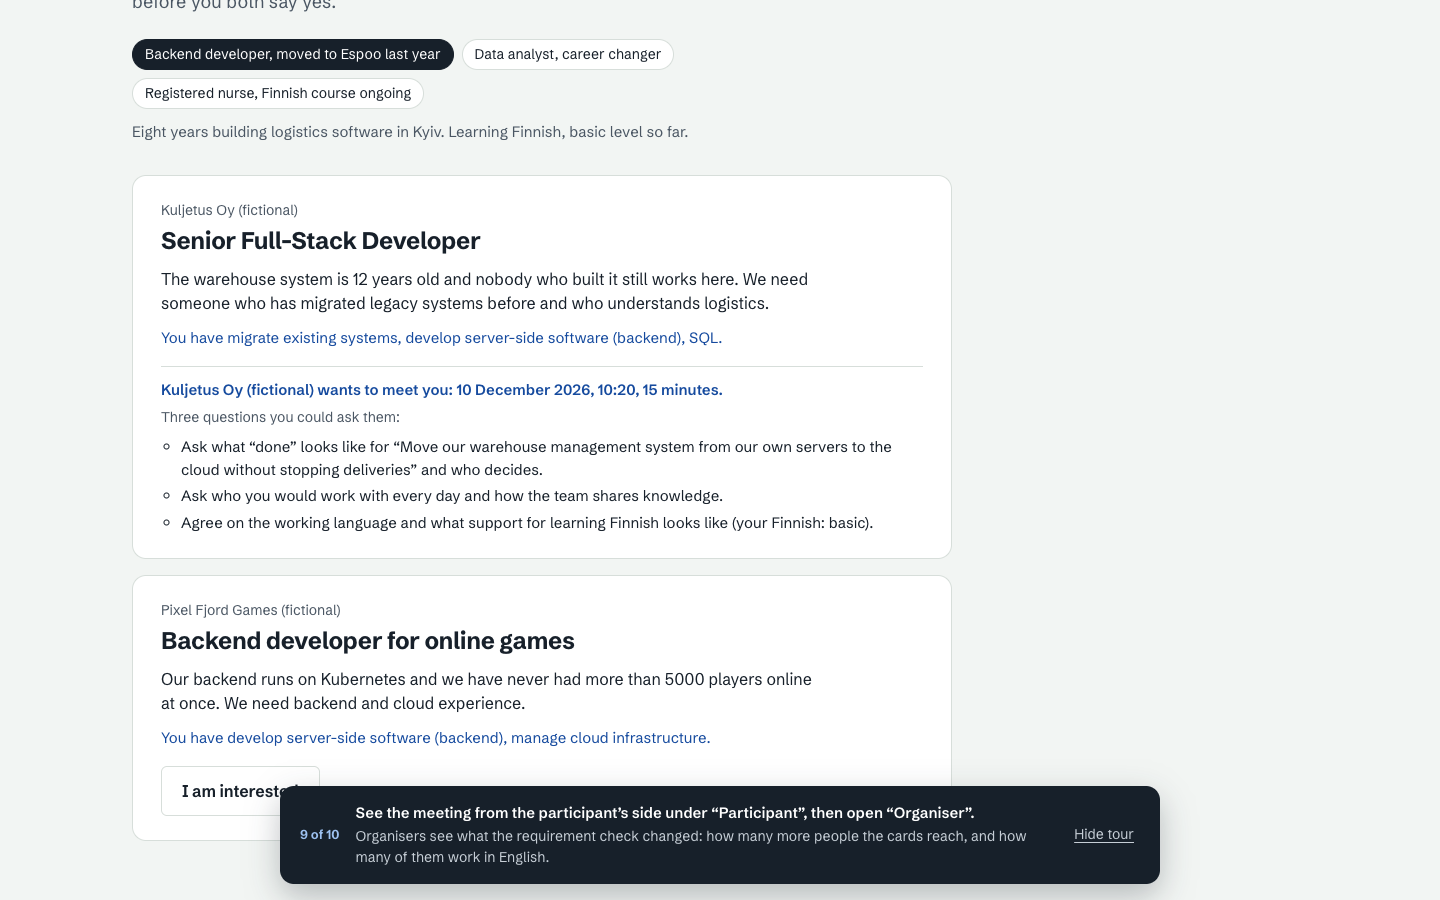 before you both say yes.
Backend developer, moved to Espoo last year
Data analyst, career changer
Registered nurse, Finnish course ongoing
Eight years building logistics software in Kyiv. Learning Finnish, basic level so far.
Kuljetus Oy (fictional)
Senior Full-Stack Developer
The warehouse system is 12 years old and nobody who built it still works here. We need
someone who has migrated legacy systems before and who understands logistics.
You have migrate existing systems, develop server-side software (backend), SQL.
Kuljetus Oy (fictional) wants to meet you: 10 December 2026, 10:20, 15 minutes.
Three questions you could ask them:
Ask what “done” looks like for “Move our warehouse management system from our own servers to the
cloud without stopping deliveries” and who decides.
Ask who you would work with every day and how the team shares knowledge.
Agree on the working language and what support for learning Finnish looks like (your Finnish: basic).
Pixel Fjord Games (fictional)
Backend developer for online games
Our backend runs on Kubernetes and we have never had more than 5000 players online
at once. We need backend and cloud experience.
You have develop server-side software (backend), manage cloud infrastructure.
I am
See the meeting from the participant’s side under “Participant”, then open “Organiser”.
9 of 10
Organisers see what the requirement check changed: how many more people the cards reach, and how
many of them work in English.
Hide tour